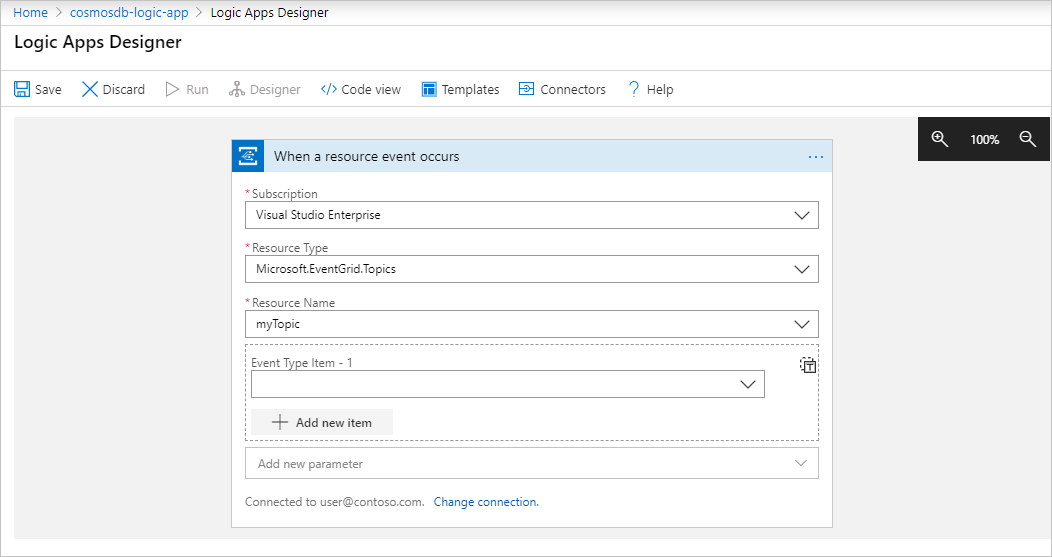 Home > cosmosdb-logic-app > Logic Apps Designer
Logic Apps Designer
Save Discard Run Designer </> Code view Templates Connectors ? Help
100%
When a resource event occurs ...
* Subscription
Visual Studio Enterprise
* Resource Type
Microsoft.EventGrid.Topics
* Resource Name
myTopic
Event Type Item - 1
T
+ Add new item
Add new parameter
Connected to user@contoso.com. Change connection.